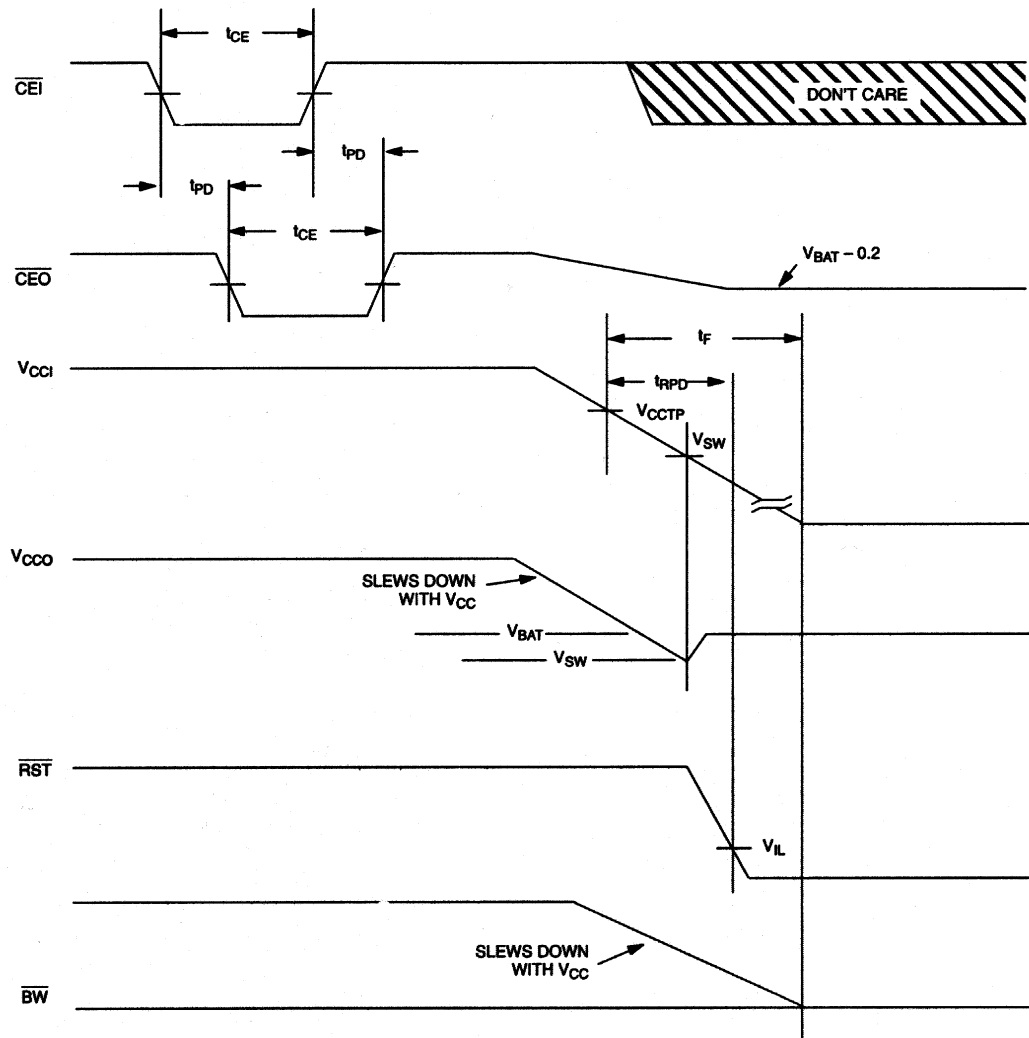 tCE
CEI
DON'T CARE
tPD
tPD
tCE
CEO
VBAT – 0.2
tF
VCCI
tRPD
VCCTP
VSW
VCCO
SLEWS DOWN
WITH VCC
VBAT
VSW
RST
VIL
SLEWS DOWN
WITH VCC
BW